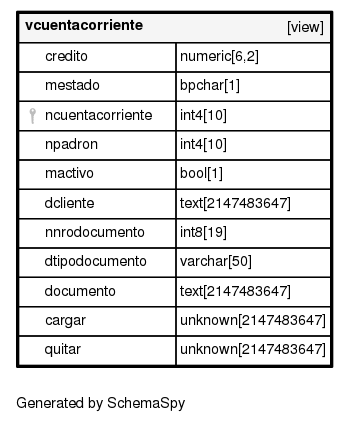 vcuentacorriente [view]
credito numeric[6,2]
mestado bpchar[1]
ncuentacorriente int4[10]
npadron int4[10]
mactivo bool[1]
dcliente text[2147483647]
nnrodocumento int8[19]
dtipodocumento varchar[50]
documento text[2147483647]
cargar unknown[2147483647]
quitar unknown[2147483647]
Generated by SchemaSpy